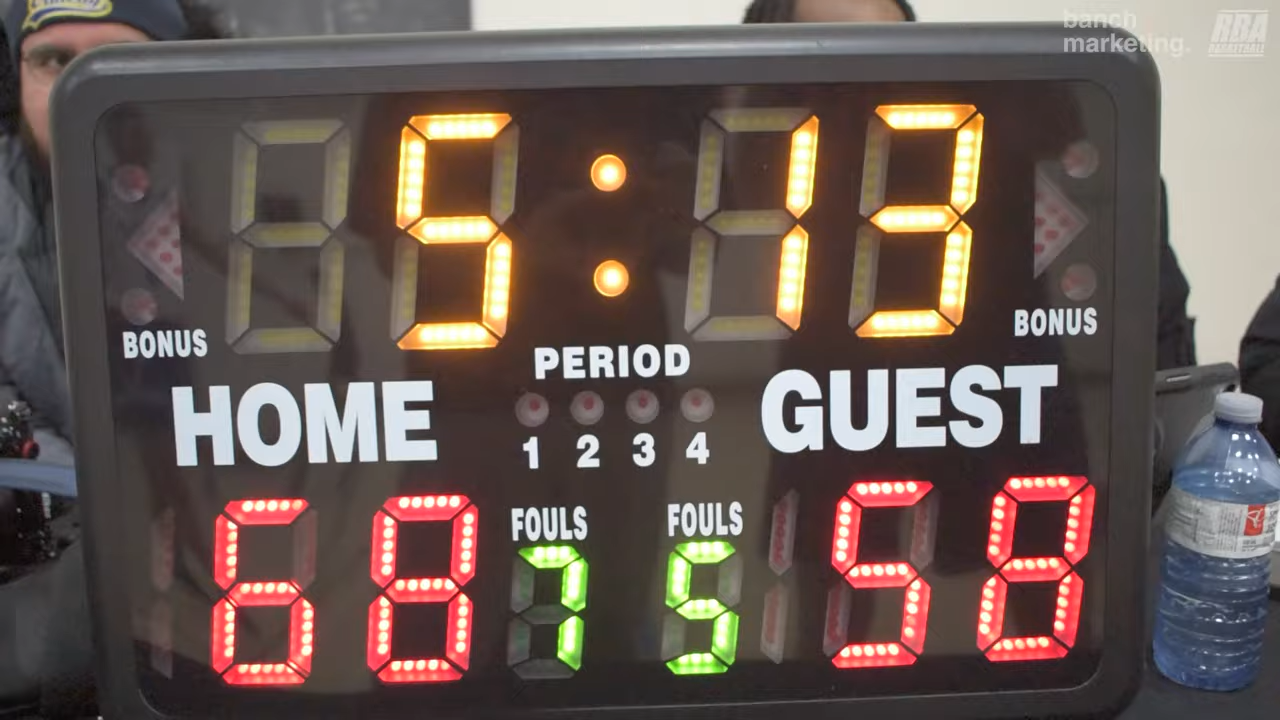 banch
marketing.
RBA
BASKETBALL
5:13
BONUS
BONUS
PERIOD
HOME
GUEST
1 2 3 4
FOULS
FOULS
68
7
5
58